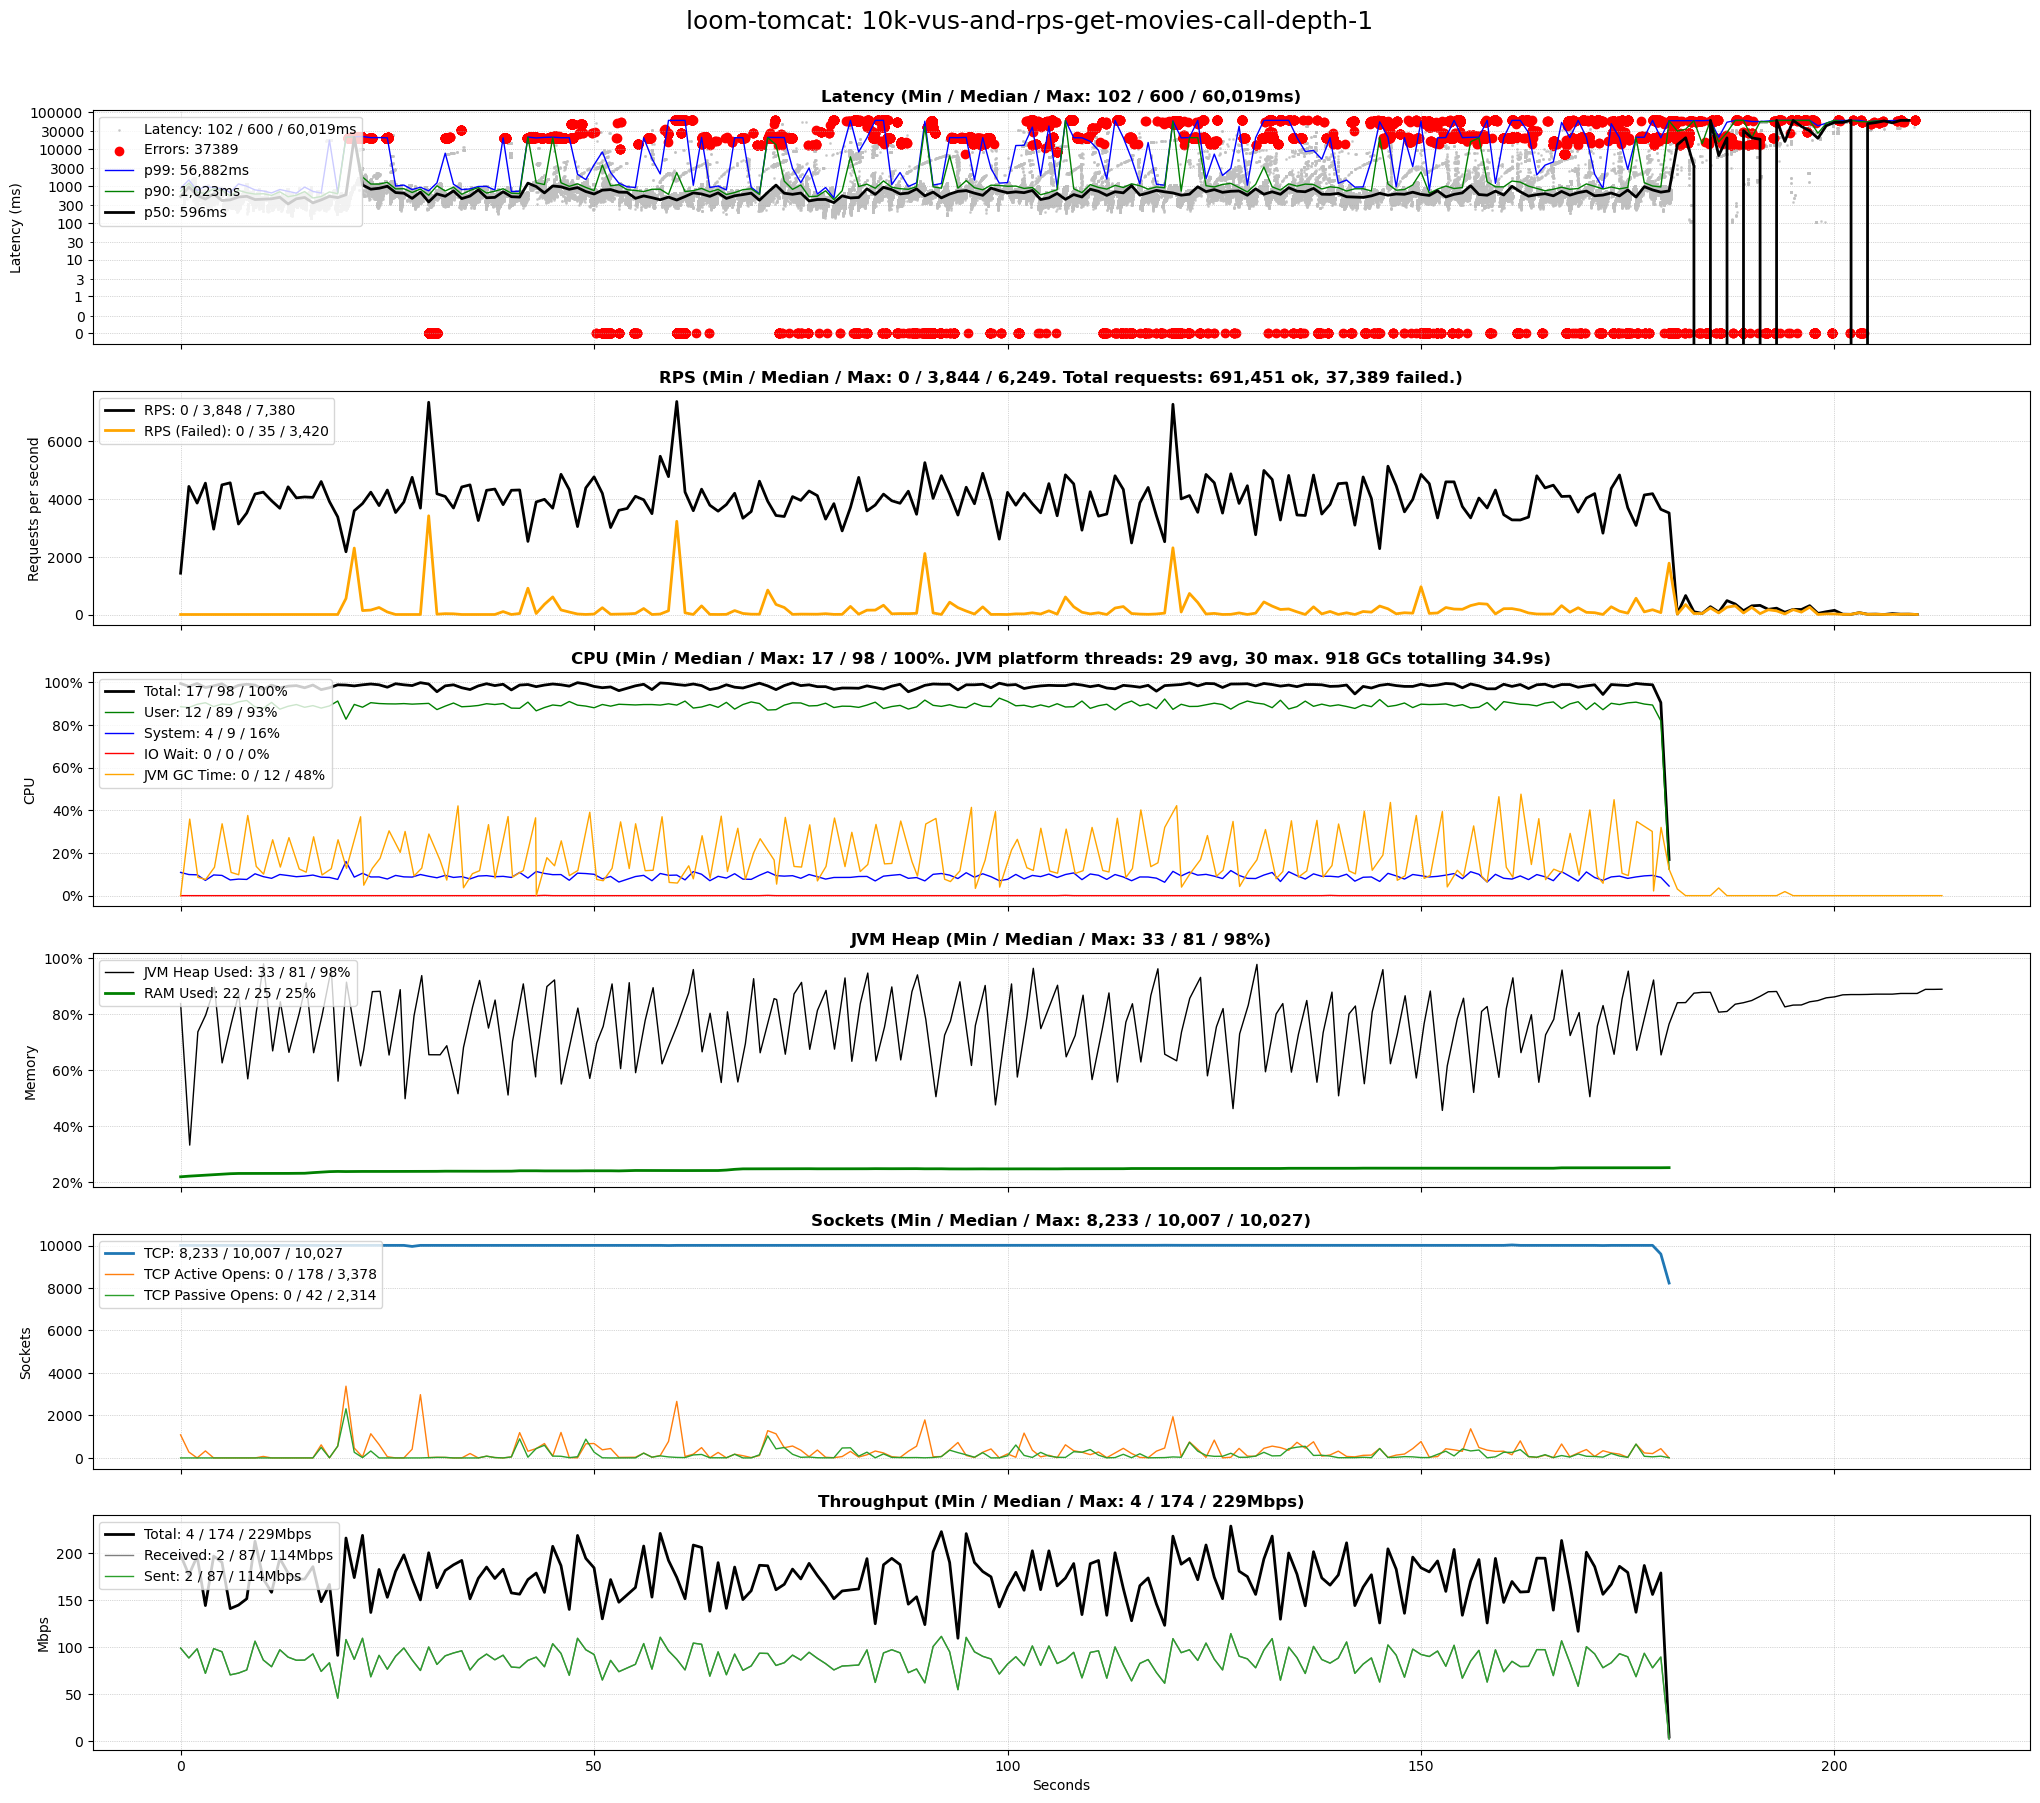 loom-tomcat: 10k-vus-and-rps-get-movies-call-depth-1
Latency (Min / Median / Max: 102 / 600 / 60,019ms)
Latency (ms)
100000
30000
10000
3000
1000
300
100
30
10
3
1
0
0
Latency: 102 / 600 / 60,019ms
Errors: 37389
p99: 56,882ms
p90: 1,023ms
p50: 596ms
RPS (Min / Median / Max: 0 / 3,844 / 6,249. Total requests: 691,451 ok, 37,389 failed.)
Requests per second
6000
4000
2000
0
RPS: 0 / 3,848 / 7,380
RPS (Failed): 0 / 35 / 3,420
CPU (Min / Median / Max: 17 / 98 / 100%. JVM platform threads: 29 avg, 30 max. 918 GCs totalling 34.9s)
CPU
100%
80%
60%
40%
20%
0%
Total: 17 / 98 / 100%
User: 12 / 89 / 93%
System: 4 / 9 / 16%
IO Wait: 0 / 0 / 0%
JVM GC Time: 0 / 12 / 48%
JVM Heap (Min / Median / Max: 33 / 81 / 98%)
Memory
100%
80%
60%
40%
20%
JVM Heap Used: 33 / 81 / 98%
RAM Used: 22 / 25 / 25%
Sockets (Min / Median / Max: 8,233 / 10,007 / 10,027)
Sockets
10000
8000
6000
4000
2000
0
TCP: 8,233 / 10,007 / 10,027
TCP Active Opens: 0 / 178 / 3,378
TCP Passive Opens: 0 / 42 / 2,314
Throughput (Min / Median / Max: 4 / 174 / 229Mbps)
Mbps
200
150
100
50
0
Total: 4 / 174 / 229Mbps
Received: 2 / 87 / 114Mbps
Sent: 2 / 87 / 114Mbps
0 50 100 150 200
Seconds